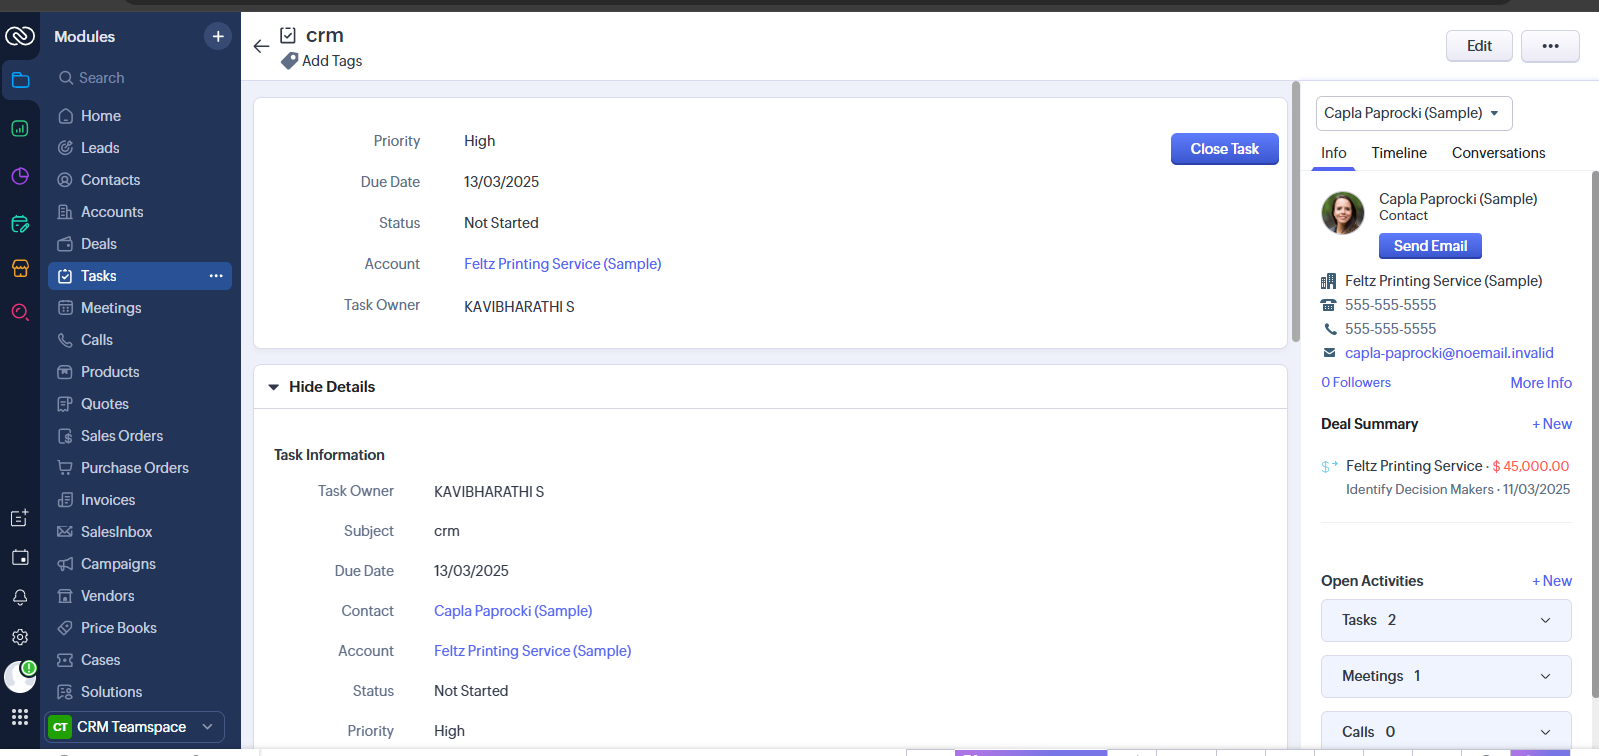 Modules
+
Search
Home
Leads
Contacts
Accounts
Deals
Tasks
Meetings
Calls
Products
Quotes
Sales Orders
Purchase Orders
Invoices
SalesInbox
Campaigns
Vendors
Price Books
Cases
Solutions
CT CRM Teamspace
crm
Add Tags
Edit
Priority High
Close Task
Due Date 13/03/2025
Status Not Started
Account Feltz Printing Service (Sample)
Task Owner KAVIBHARATHI S
Hide Details
Task Information
Task Owner KAVIBHARATHI S
Subject crm
Due Date 13/03/2025
Contact Capla Paprocki (Sample)
Account Feltz Printing Service (Sample)
Status Not Started
Priority High
Capla Paprocki (Sample)
Info Timeline Conversations
Capla Paprocki (Sample)
Contact
Send Email
Feltz Printing Service (Sample)
555-555-5555
555-555-5555
capla-paprocki@noemail.invalid
0 Followers More Info
Deal Summary + New
Feltz Printing Service · $ 45,000.00
Identify Decision Makers · 11/03/2025
Open Activities + New
Tasks 2
Meetings 1
Calls 0